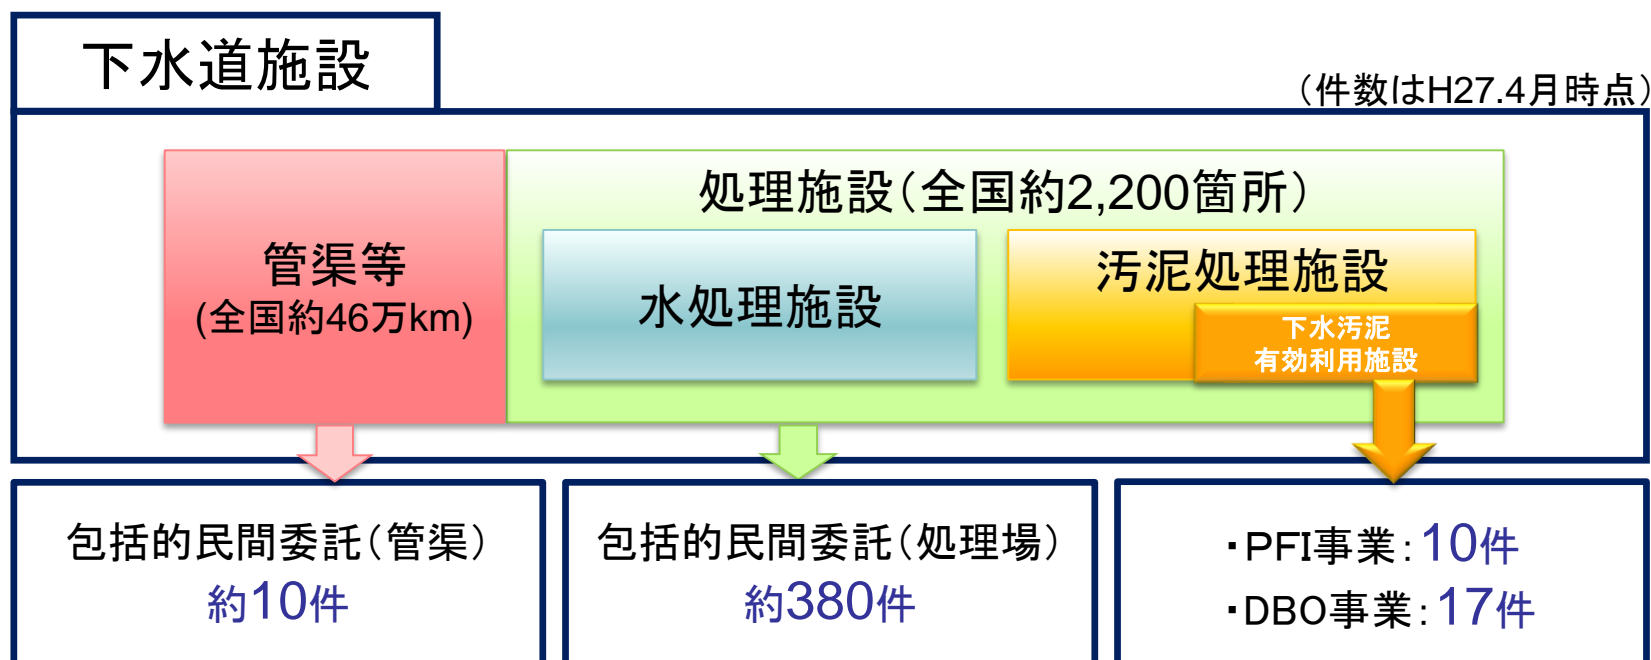 下水道施設
（件数はH27.4月時点）
管渠等
(全国約46万km)
処理施設（全国約2,200箇所）
水処理施設
汚泥処理施設
下水汚泥
有効利用施設
包括的民間委託（管渠）
約10件
包括的民間委託（処理場）
約380件
・PFI事業：10件
・DBO事業：17件